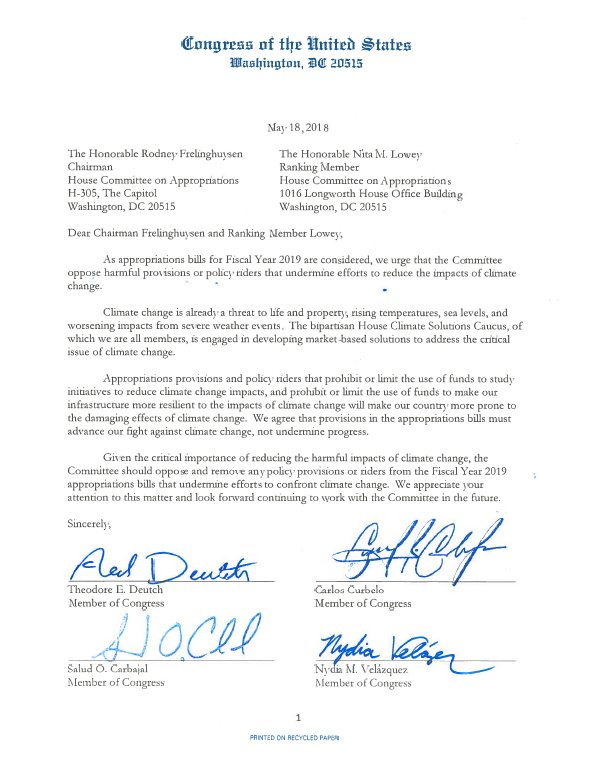 Congress of the United States
Washington, DC 20515
May 18, 2018
The Honorable Rodney Frelinghuysen
Chairman
House Committee on Appropriations
H-305, The Capitol
Washington, DC 20515
The Honorable Nita M. Lowey
Ranking Member
House Committee on Appropriations
1016 Longworth House Office Building
Washington, DC 20515
Dear Chairman Frelinghuysen and Ranking Member Lowey,
As appropriations bills for Fiscal Year 2019 are considered, we urge that the Committee
oppose harmful provisions or policy riders that undermine efforts to reduce the impacts of climate
change.
Climate change is already a threat to life and property, rising temperatures, sea levels, and
worsening impacts from severe weather events. The bipartisan House Climate Solutions Caucus, of
which we are all members, is engaged in developing market-based solutions to address the critical
issue of climate change.
Appropriations provisions and policy riders that prohibit or limit the use of funds to study
initiatives to reduce climate change impacts, and prohibit or limit the use of funds to make our
infrastructure more resilient to the impacts of climate change will make our country more prone to
the damaging effects of climate change. We agree that provisions in the appropriations bills must
advance our fight against climate change, not undermine progress.
Given the critical importance of reducing the harmful impacts of climate change, the
Committee should oppose and remove any policy provisions or riders from the Fiscal Year 2019
appropriations bills that undermine efforts to confront climate change. We appreciate your
attention to this matter and look forward continuing to work with the Committee in the future.
Sincerely,
Ted Deutch
Theodore E. Deutch
Member of Congress
Carlos Curbelo
Member of Congress
Salud O. Carbajal
Member of Congress
Nydia Velázquez
Nydia M. Velázquez
Member of Congress
1
PRINTED ON RECYCLED PAPER